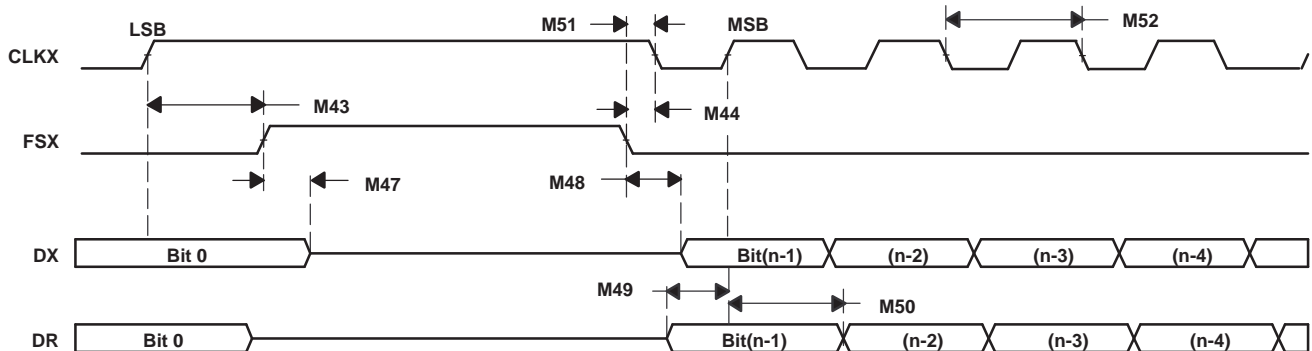 LSB M51 MSB M52
CLKX
M43 M44
FSX
M47 M48
DX Bit 0 Bit(n-1) (n-2) (n-3) (n-4)
M49 M50
DR Bit 0 Bit(n-1) (n-2) (n-3) (n-4)